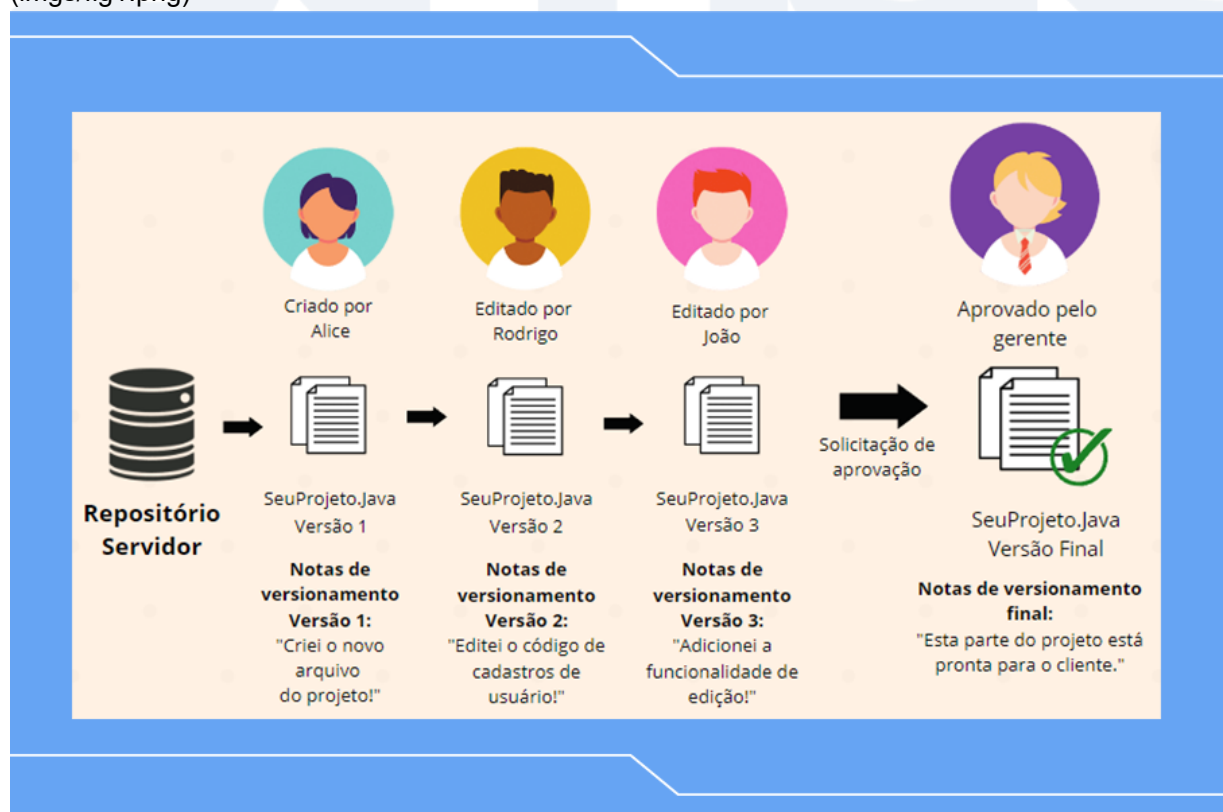 (imgs/fig1.png)
Criado por
Alice
Editado por
Rodrigo
Editado por
João
Aprovado pelo
gerente
Solicitação de
aprovação
Repositório
Servidor
SeuProjeto.Java
Versão 1
SeuProjeto.Java
Versão 2
SeuProjeto.Java
Versão 3
SeuProjeto.Java
Versão Final
Notas de
versionamento
Versão 1:
"Criei o novo
arquivo
do projeto!"
Notas de
versionamento
Versão 2:
"Editei o código de
cadastros de
usuário!"
Notas de
versionamento
Versão 3:
"Adicionei a
funcionalidade de
edição!"
Notas de versionamento
final:
"Esta parte do projeto está
pronta para o cliente."